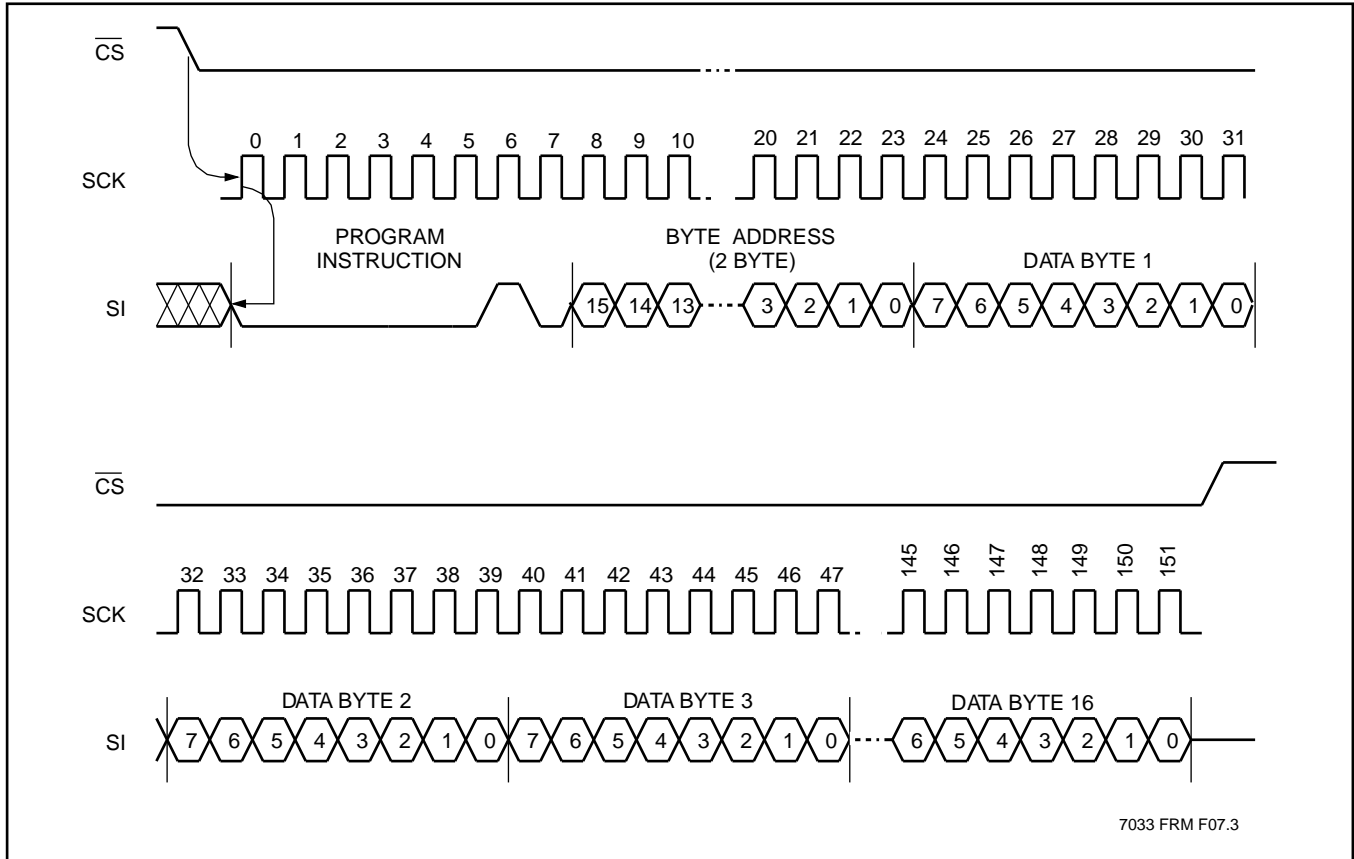 CS
0 1 2 3 4 5 6 7 8 9 10 20 21 22 23 24 25 26 27 28 29 30 31
SCK
PROGRAM
INSTRUCTION
BYTE ADDRESS
(2 BYTE)
DATA BYTE 1
SI
15 14 13 3 2 1 0 7 6 5 4 3 2 1 0
CS
32 33 34 35 36 37 38 39 40 41 42 43 44 45 46 47 145 146 147 148 149 150 151
SCK
DATA BYTE 2 DATA BYTE 3 DATA BYTE 16
SI
7 6 5 4 3 2 1 0 7 6 5 4 3 2 1 0 6 5 4 3 2 1 0
7033 FRM F07.3